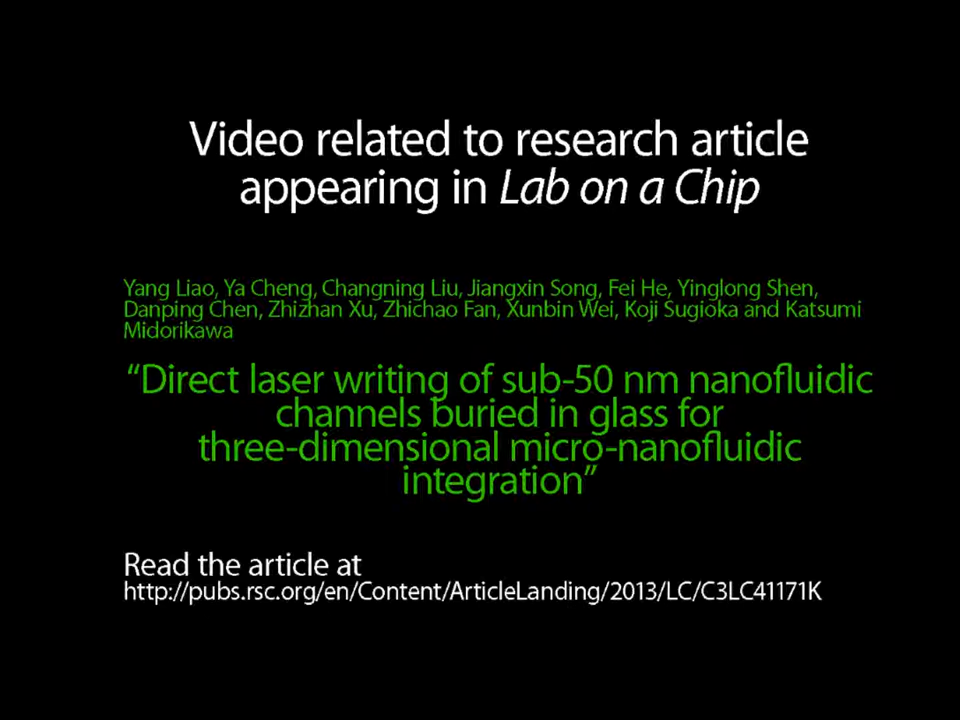 Video related to research article
appearing in Lab on a Chip
Yang Liao, Ya Cheng, Changning Liu, Jiangxin Song, Fei He, Yinglong Shen,
Danping Chen, Zhizhan Xu, Zhichao Fan, Xunbin Wei, Koji Sugioka and Katsumi
Midorikawa
“Direct laser writing of sub-50 nm nanofluidic
channels buried in glass for
three-dimensional micro-nanofluidic
integration”
Read the article at
http://pubs.rsc.org/en/Content/ArticleLanding/2013/LC/C3LC41171K